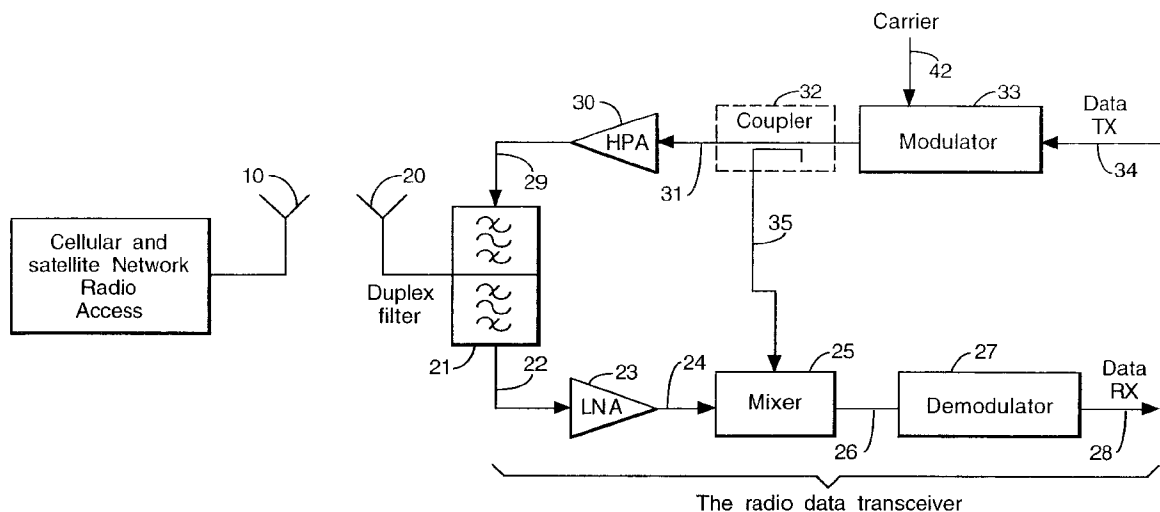 Carrier
42
32
33
30
Coupler
Data
TX
HPA
Modulator
31
34
10
20
29
35
Cellular and
satellite Network
Radio
Access
Duplex
filter
21
22
23
24
25
27
LNA
Mixer
Demodulator
Data
RX
26
28
The radio data transceiver